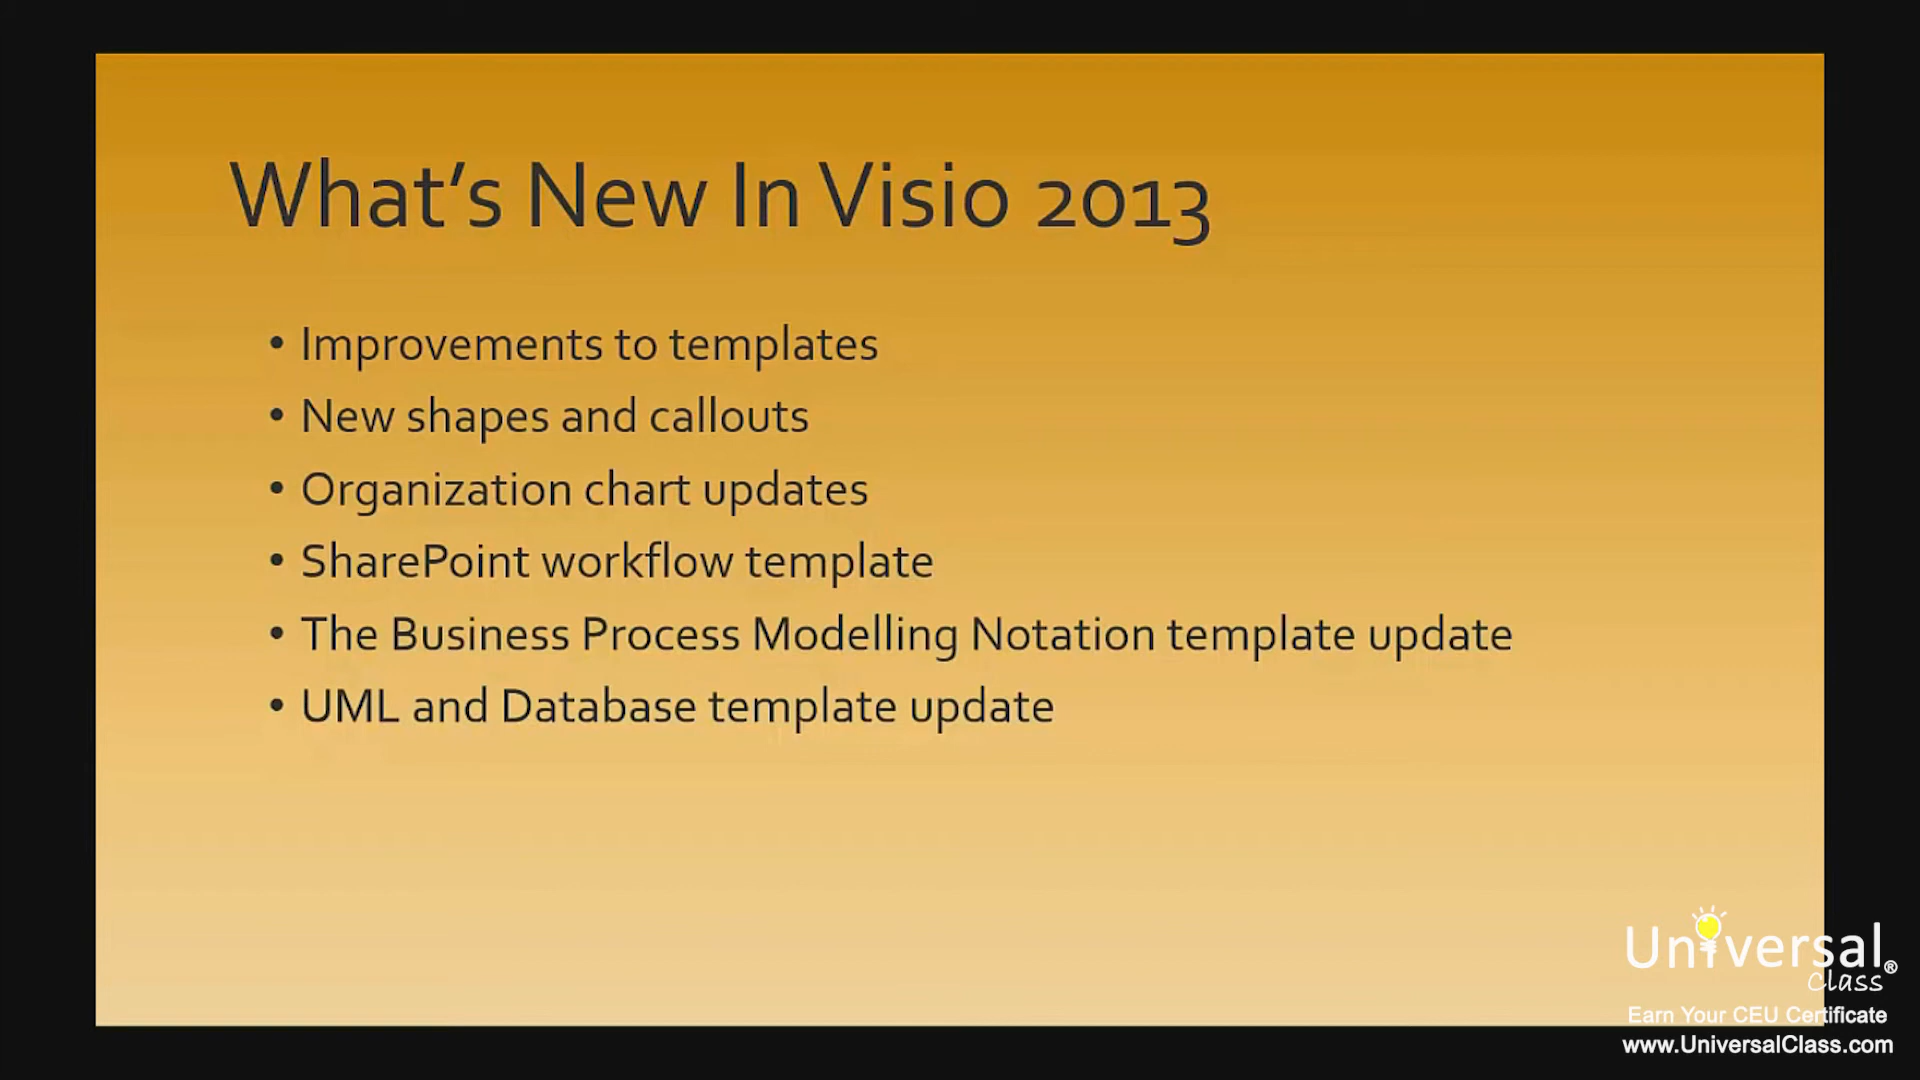 What's New In Visio 2013
• Improvements to templates
• New shapes and callouts
• Organization chart updates
• SharePoint workflow template
• The Business Process Modelling Notation template update
• UML and Database template update
Universal®
Class
Earn Your CEU Certificate
www.UniversalClass.com